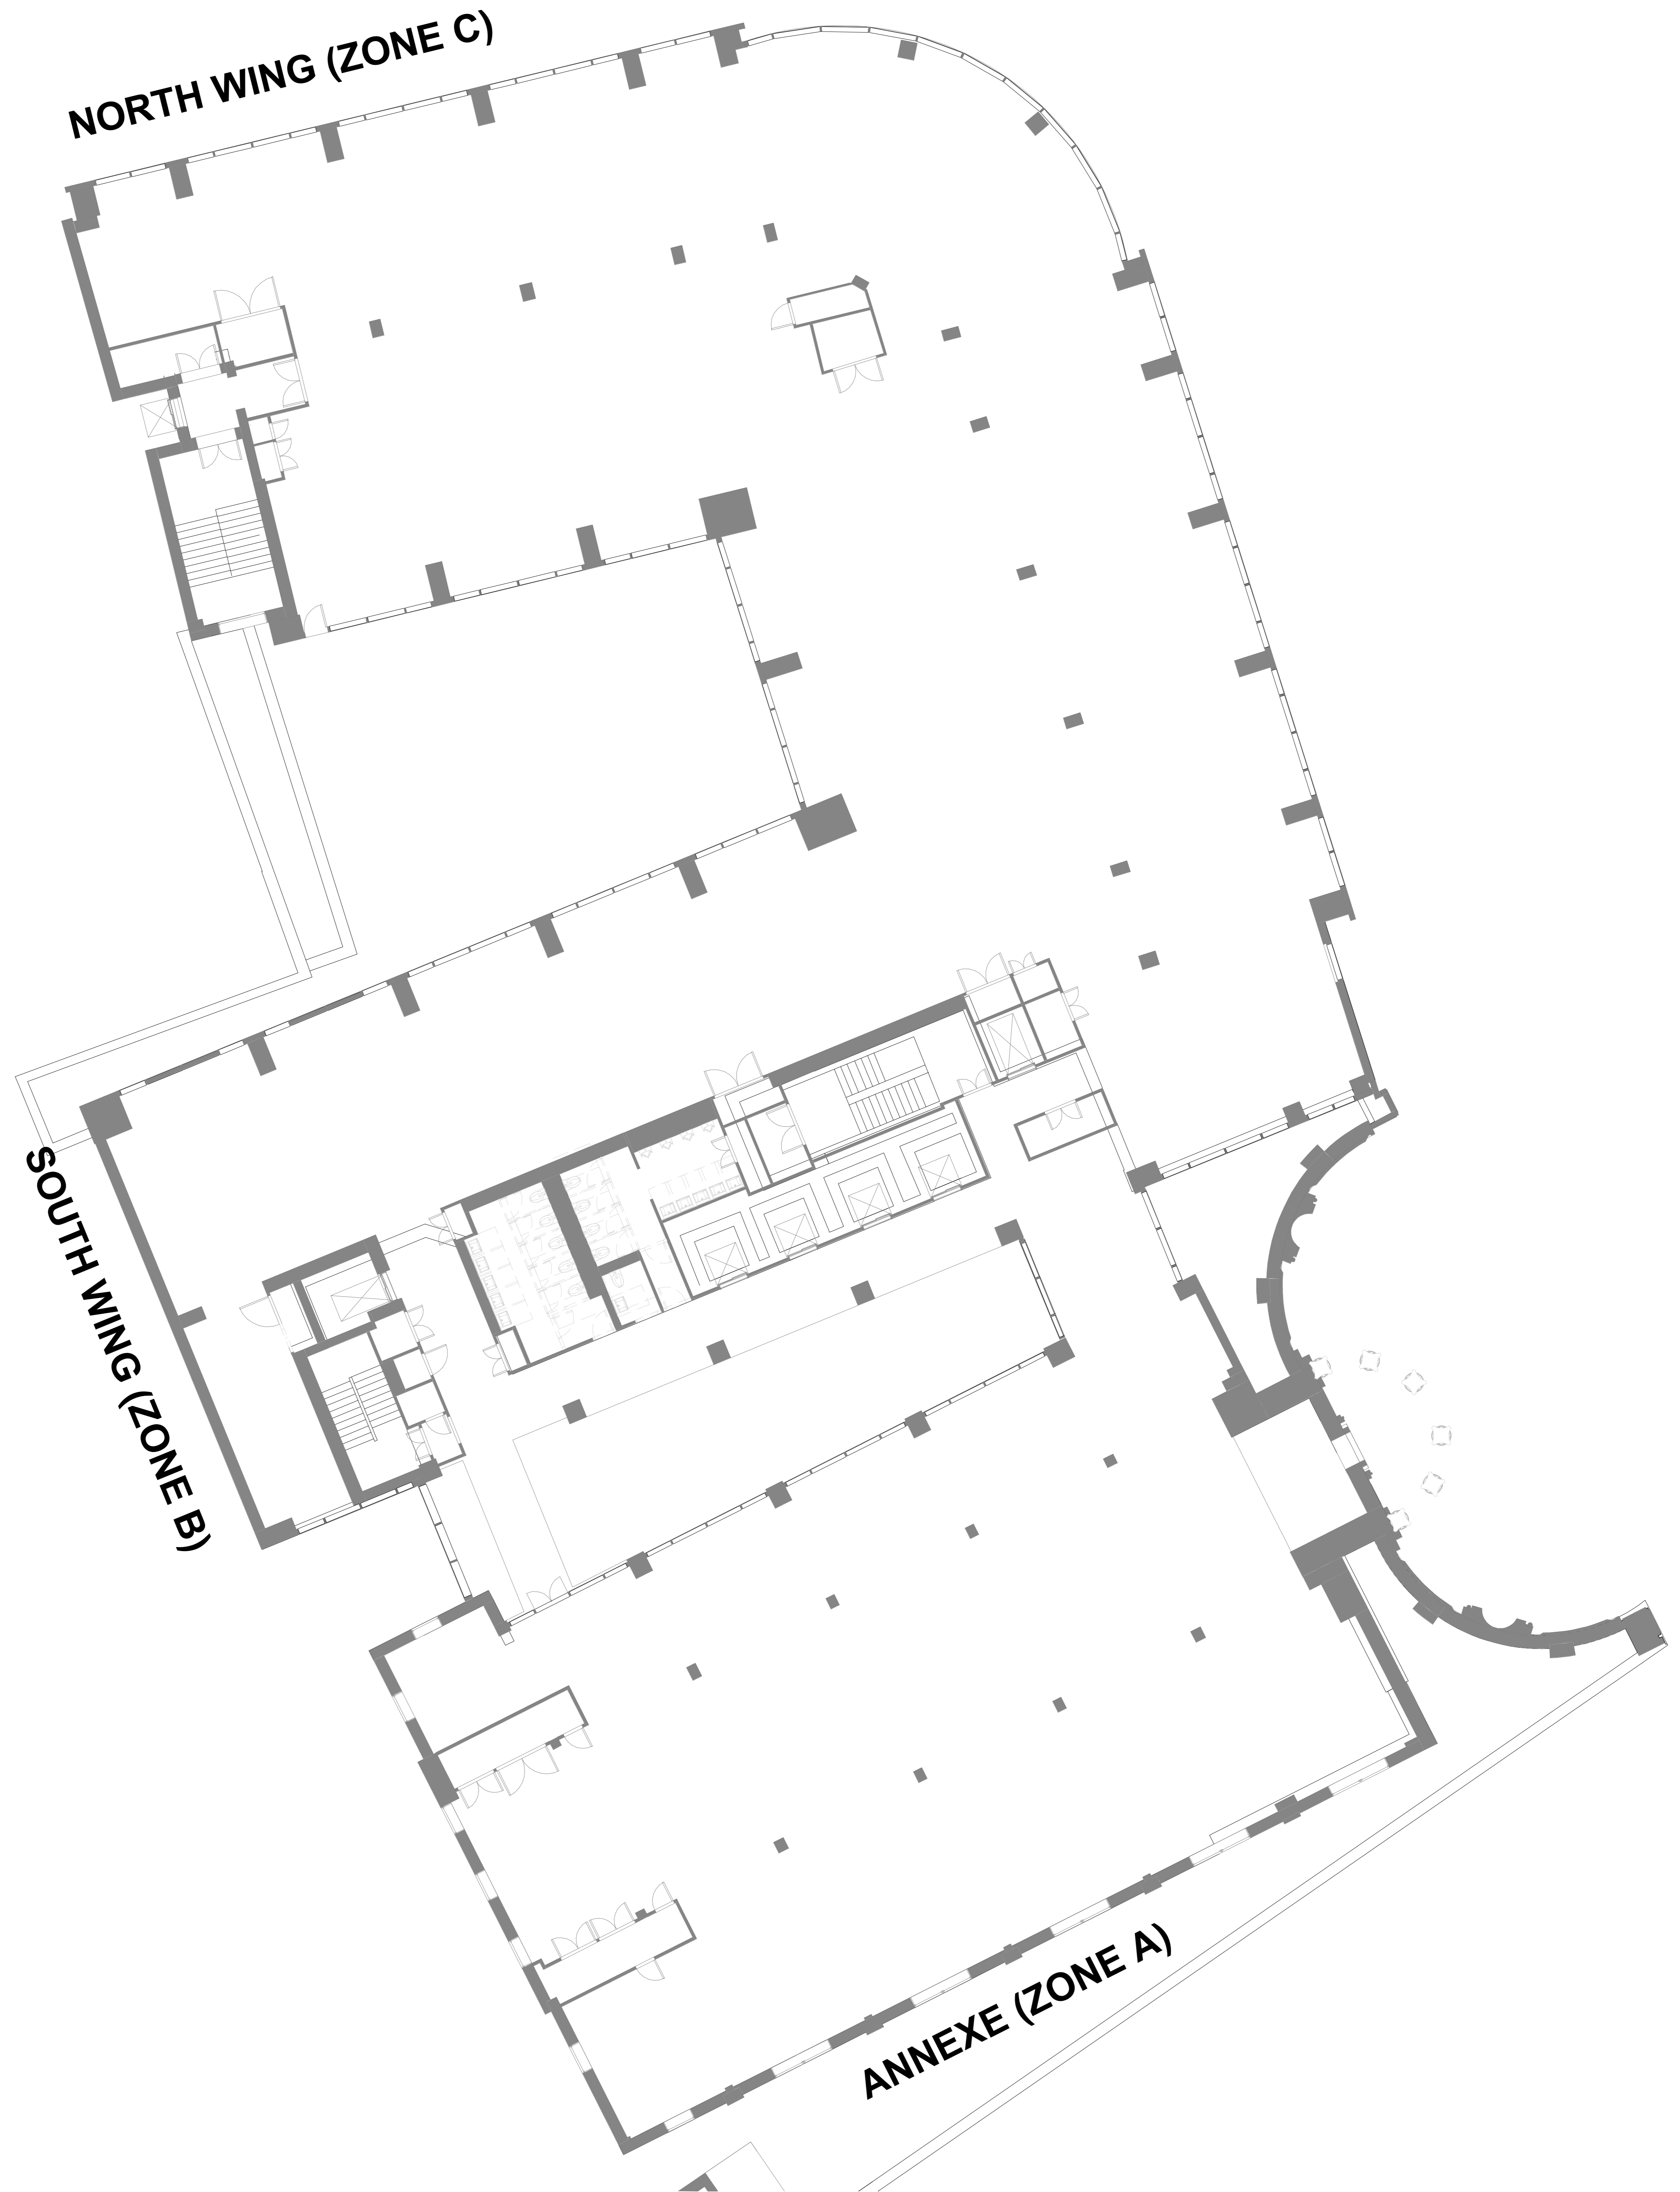 NORTH WING (ZONE C)
SOUTH WING (ZONE B)
ANNEXE (ZONE A)